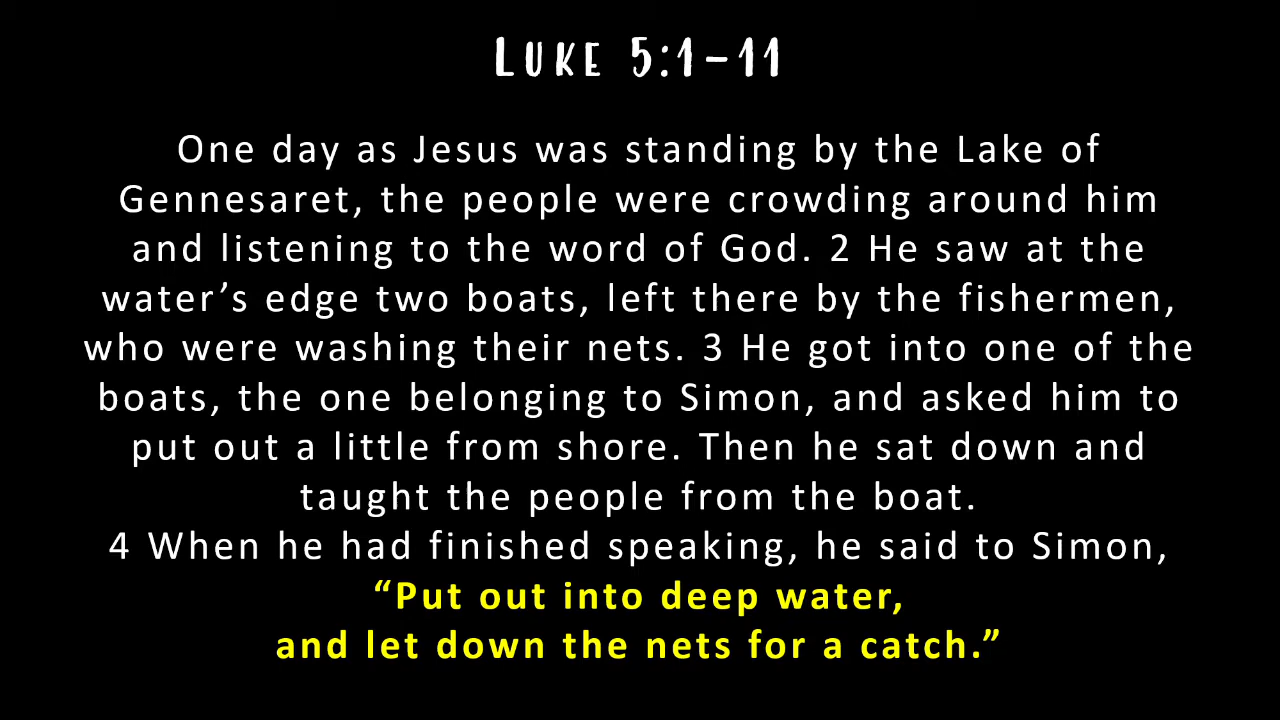 LUKE 5:1-11
One day as Jesus was standing by the Lake of
Gennesaret, the people were crowding around him
and listening to the word of God. 2 He saw at the
water’s edge two boats, left there by the fishermen,
who were washing their nets. 3 He got into one of the
boats, the one belonging to Simon, and asked him to
put out a little from shore. Then he sat down and
taught the people from the boat.
4 When he had finished speaking, he said to Simon,
“Put out into deep water,
and let down the nets for a catch.”